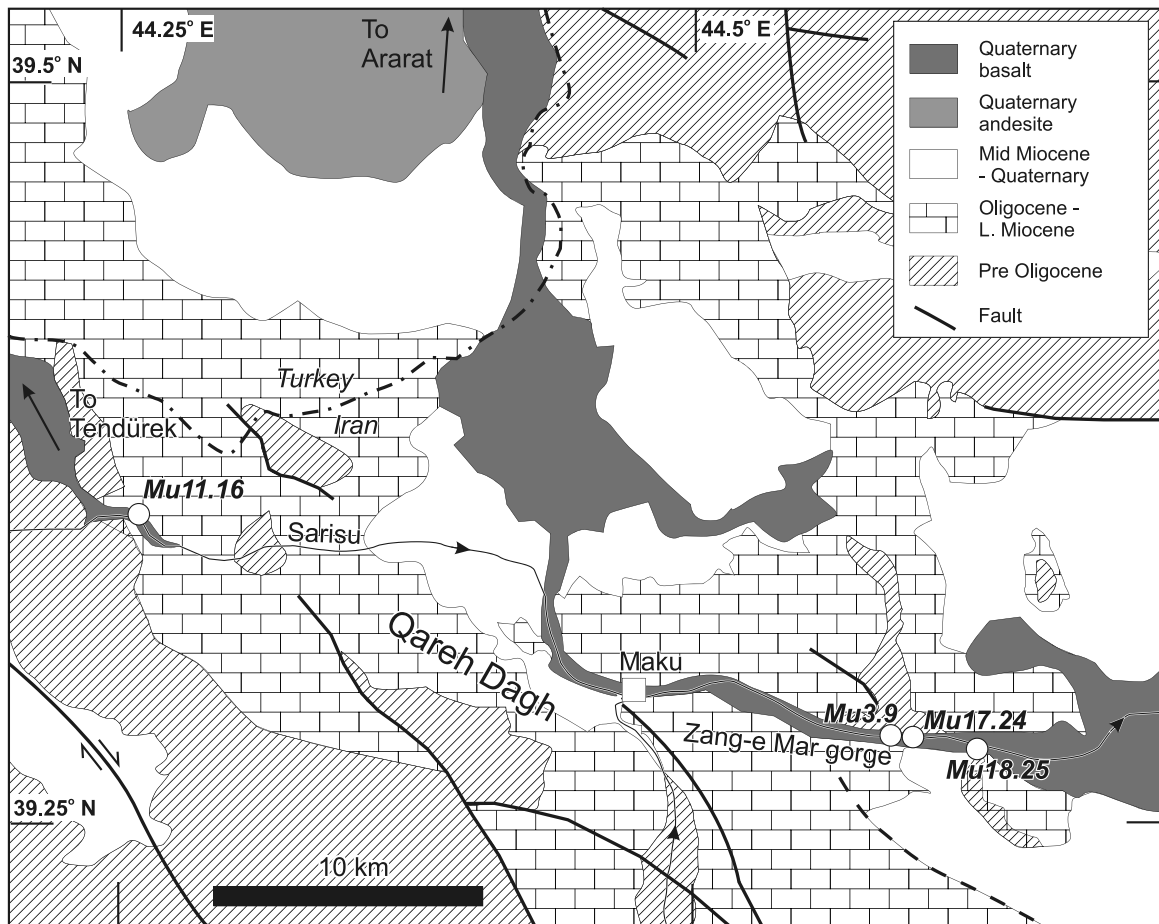 44.25° E
To
Ararat
44.5° E
39.5° N
Quaternary
basalt
Quaternary
andesite
Mid Miocene
- Quaternary
Oligocene -
L. Miocene
Pre Oligocene
Fault
Turkey
Iran
To
Tendürek
Mu11.16
Sarisu
Qareh Dagh
Maku
Mu3.9
Mu17.24
Zang-e Mar gorge
Mu18.25
39.25° N
10 km